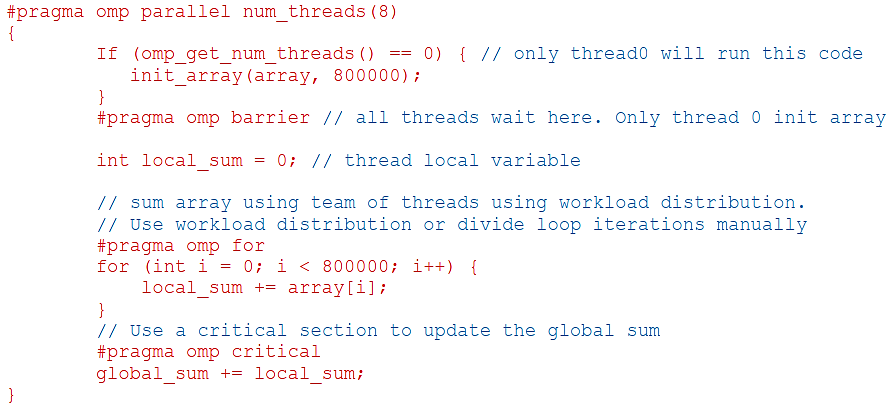 #pragma omp parallel num_threads(8)
{
If (omp_get_num_threads() == 0) { // only thread0 will run this code
init_array(array, 800000);
}
#pragma omp barrier // all threads wait here. Only thread 0 init array
int local_sum = 0; // thread local variable
// sum array using team of threads using workload distribution.
// Use workload distribution or divide loop iterations manually
#pragma omp for
for (int i = 0; i < 800000; i++) {
local_sum += array[i];
}
// Use a critical section to update the global sum
#pragma omp critical
global_sum += local_sum;
}